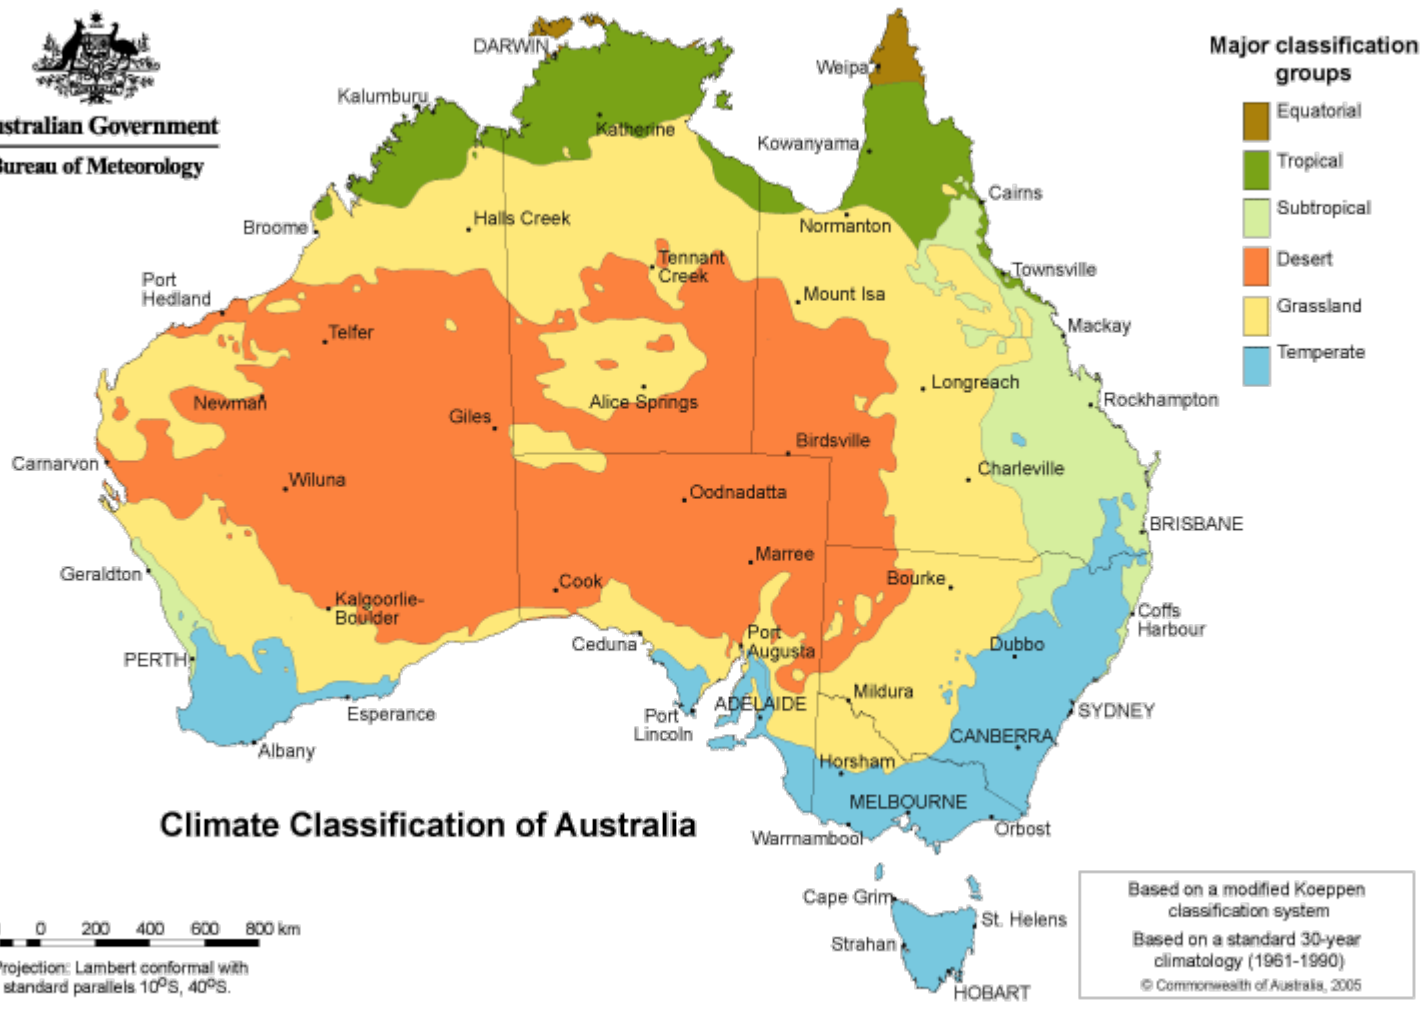 ustralian Government
Bureau of Meteorology
Major classification
groups
Equatorial
Tropical
Subtropical
Desert
Grassland
Temperate
DARWIN
Weipa
Kalumburu
Katherine
Kowanyama
Cairns
Broome
Halls Creek
Normanton
Tennant
Creek
Townsville
Port
Hedland
Mount Isa
Telfer
Mackay
Longreach
Newman
Alice Springs
Rockhampton
Giles
Birdsville
Carnarvon
Charleville
Wiluna
Oodnadatta
BRISBANE
Marree
Geraldton
Cook
Bourke
Kalgoorlie-
Boulder
Coffs
Harbour
Ceduna
Port
Augusta
Dubbo
PERTH
Mildura
ADELAIDE
Esperance
Port
Lincoln
SYDNEY
CANBERRA
Albany
Horsham
MELBOURNE
Climate Classification of Australia
Warrnambool
Orbost
Cape Grim
St. Helens
Strahan
HOBART
0 200 400 600 800 km
Projection: Lambert conformal with
standard parallels 10ºS, 40ºS.
Based on a modified Koeppen
classification system
Based on a standard 30-year
climatology (1961-1990)
© Commonwealth of Australia, 2005